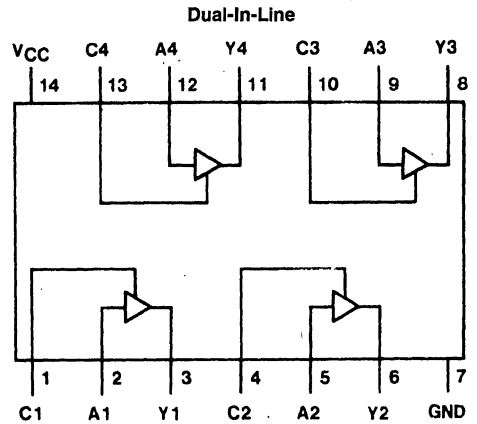 Dual-In-Line
VCC C4 A4 Y4 C3 A3 Y3
14 13 12 11 10 9 8
1 2 3 4 5 6 7
C1 A1 Y1 C2 A2 Y2 GND